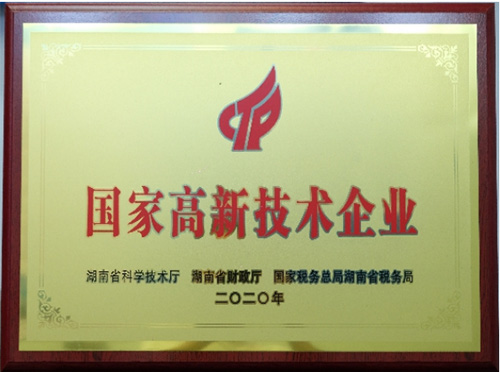 CTP
国家高新技术企业
湖南省科学技术厅 湖南省财政厅 国家税务总局湖南省税务局
二〇二〇年